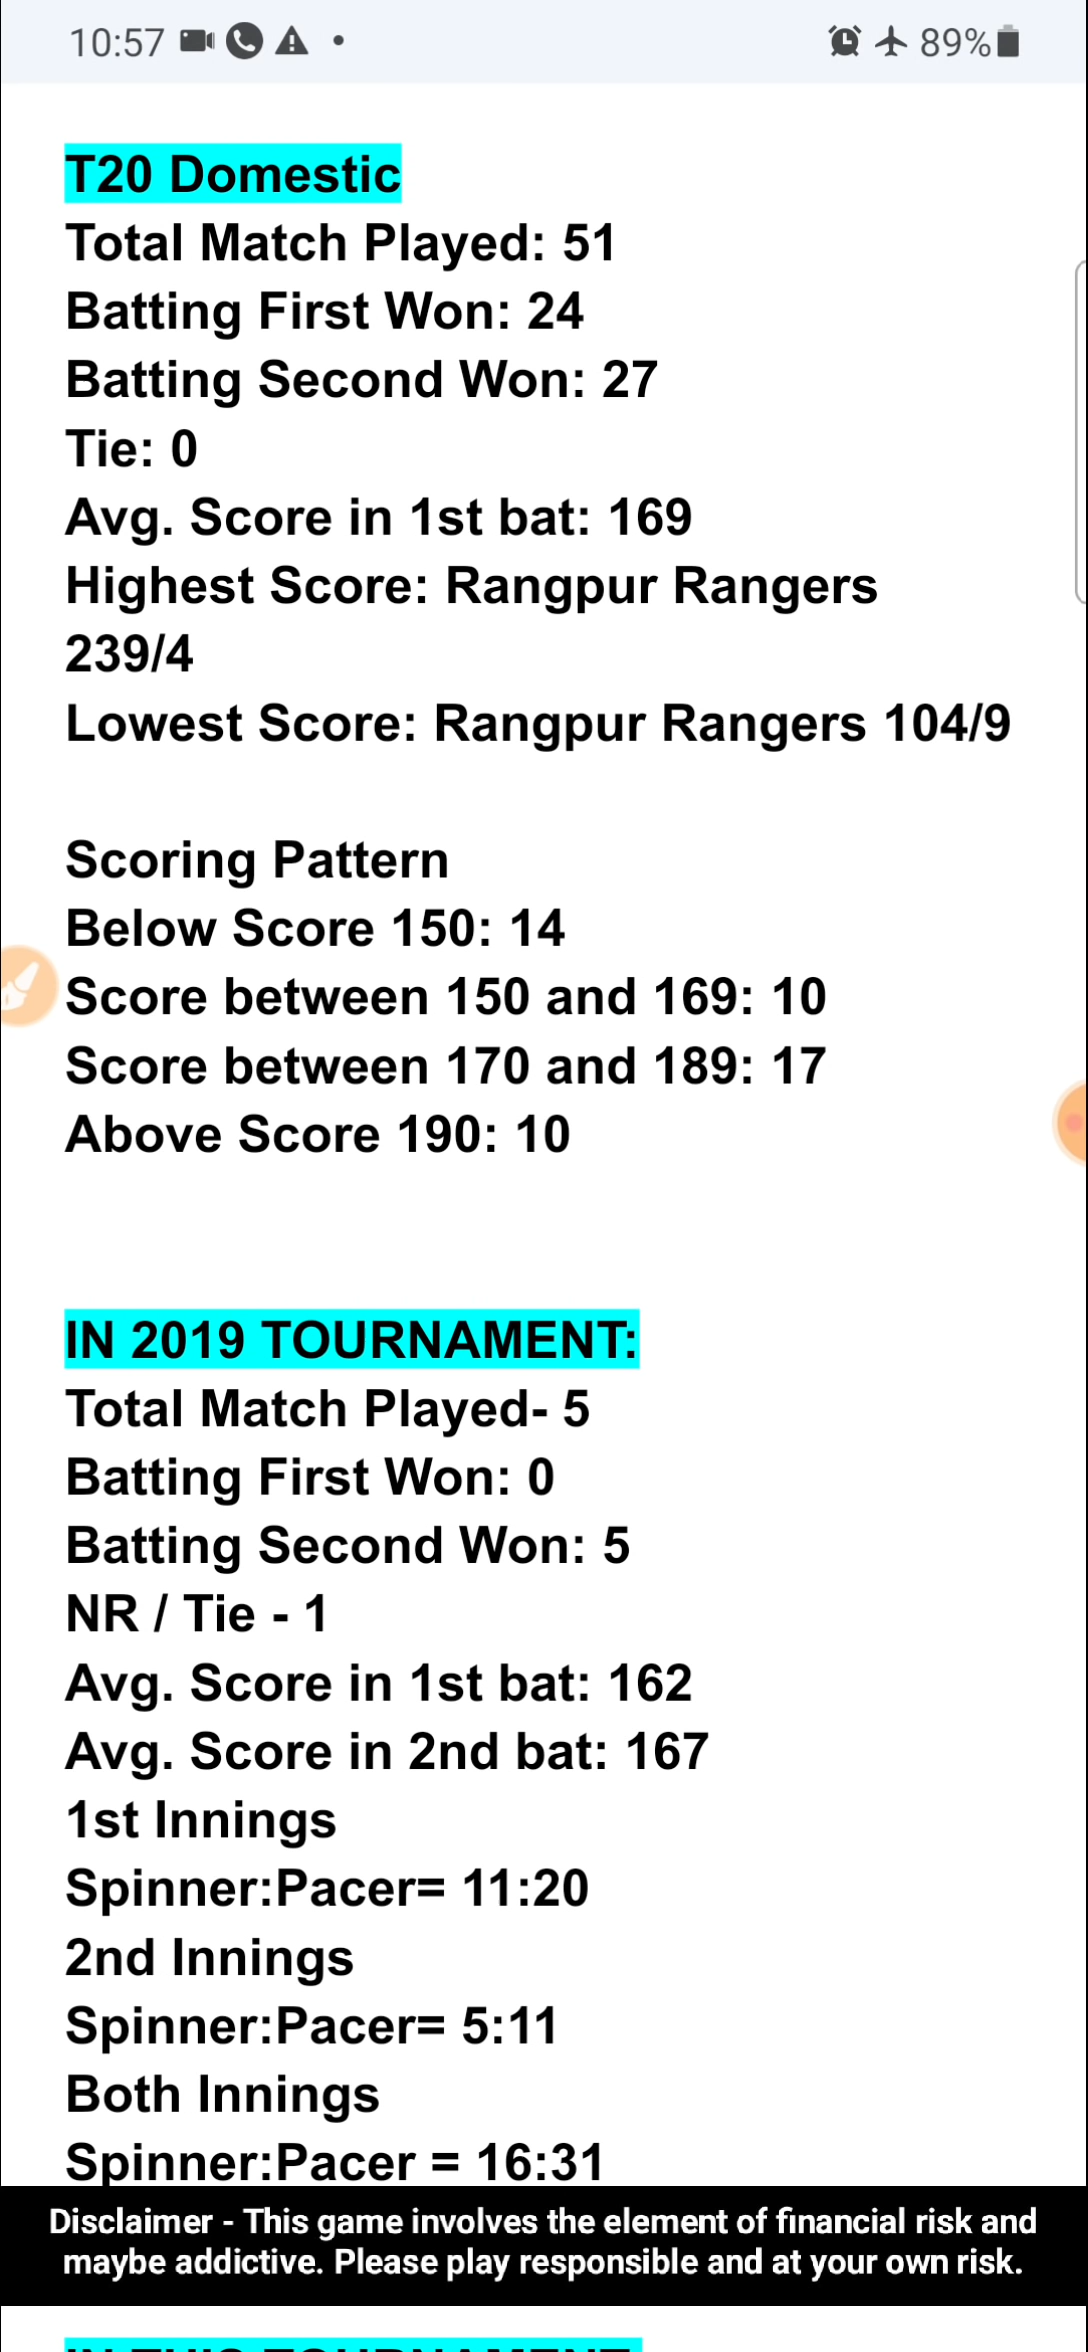 10:57
89%
T20 Domestic
Total Match Played: 51
Batting First Won: 24
Batting Second Won: 27
Tie: 0
Avg. Score in 1st bat: 169
Highest Score: Rangpur Rangers
239/4
Lowest Score: Rangpur Rangers 104/9
Scoring Pattern
Below Score 150: 14
Score between 150 and 169: 10
Score between 170 and 189: 17
Above Score 190: 10
IN 2019 TOURNAMENT:
Total Match Played- 5
Batting First Won: 0
Batting Second Won: 5
NR / Tie - 1
Avg. Score in 1st bat: 162
Avg. Score in 2nd bat: 167
1st Innings
Spinner:Pacer= 11:20
2nd Innings
Spinner:Pacer= 5:11
Both Innings
Spinner:Pacer = 16:31
Disclaimer - This game involves the element of financial risk and
maybe addictive. Please play responsible and at your own risk.